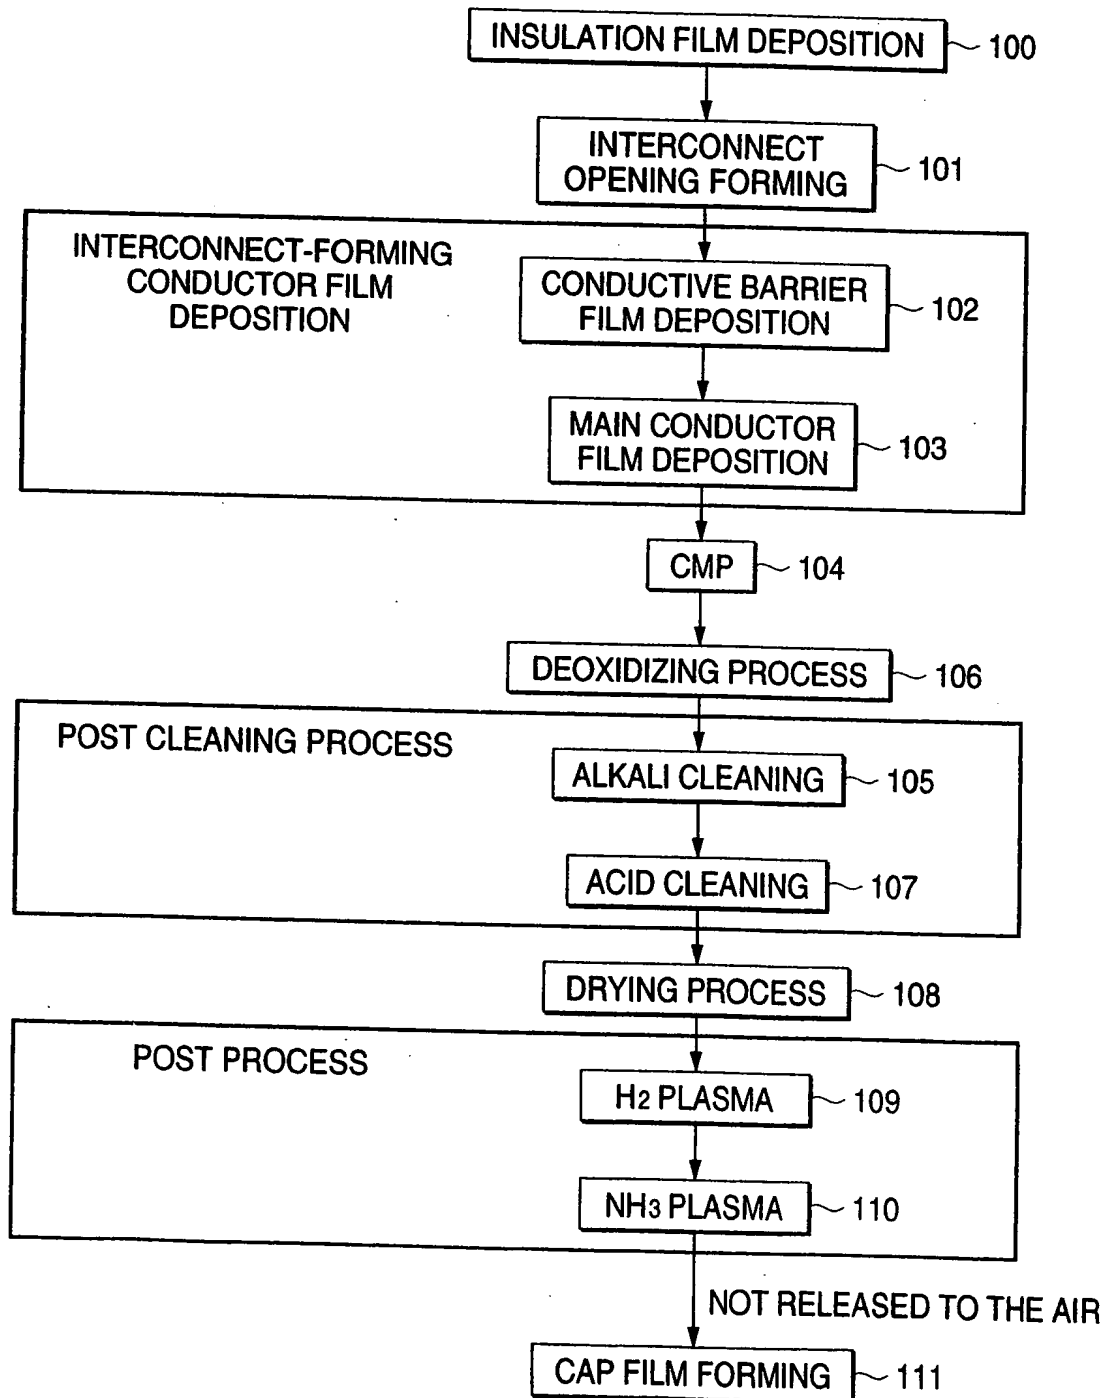 INSULATION FILM DEPOSITION 100
INTERCONNECT
OPENING FORMING 101
INTERCONNECT-FORMING
CONDUCTOR FILM
DEPOSITION
CONDUCTIVE BARRIER
FILM DEPOSITION 102
MAIN CONDUCTOR
FILM DEPOSITION 103
CMP 104
DEOXIDIZING PROCESS 106
POST CLEANING PROCESS
ALKALI CLEANING 105
ACID CLEANING 107
DRYING PROCESS 108
POST PROCESS
H2 PLASMA 109
NH3 PLASMA 110
NOT RELEASED TO THE AIR
CAP FILM FORMING 111